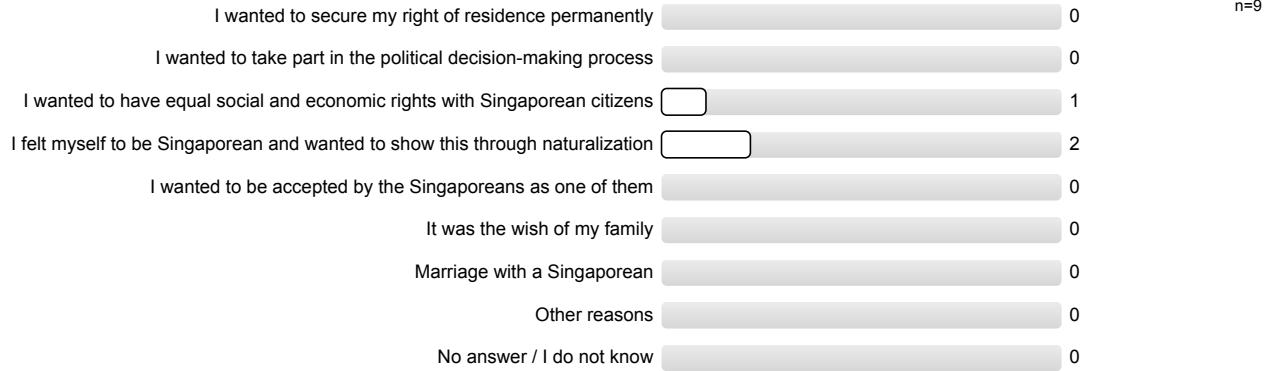 I wanted to secure my right of residence permanently 0 n=9
I wanted to take part in the political decision-making process 0
I wanted to have equal social and economic rights with Singaporean citizens 1
I felt myself to be Singaporean and wanted to show this through naturalization 2
I wanted to be accepted by the Singaporeans as one of them 0
It was the wish of my family 0
Marriage with a Singaporean 0
Other reasons 0
No answer / I do not know 0